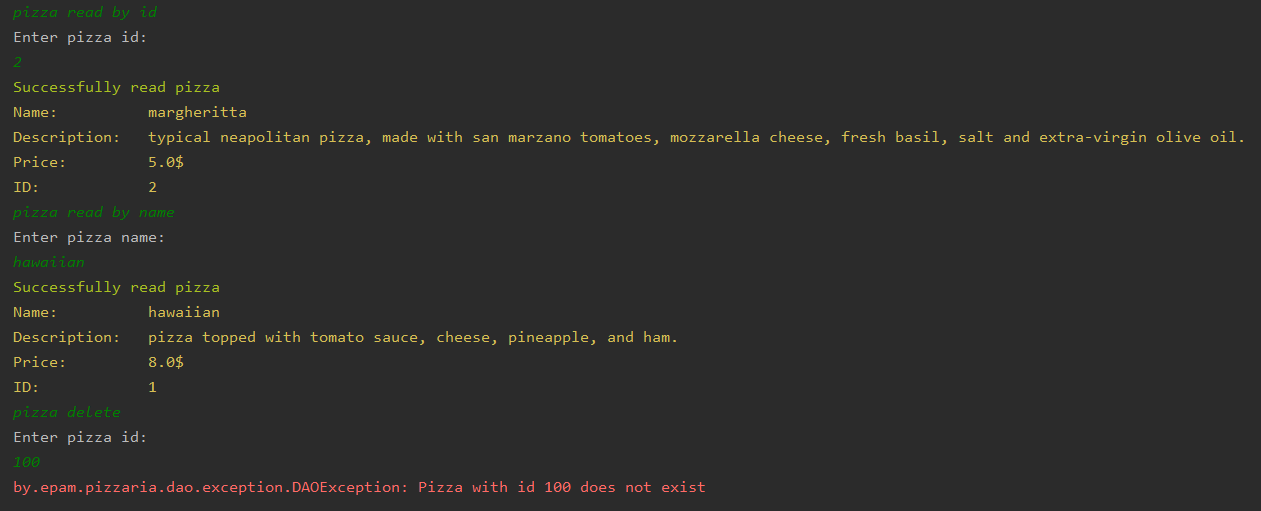 pizza read by id
Enter pizza id:
2
Successfully read pizza
Name:          margheritta
Description:   typical neapolitan pizza, made with san marzano tomatoes, mozzarella cheese, fresh basil, salt and extra-virgin olive oil.
Price:         5.0$
ID:            2
pizza read by name
Enter pizza name:
hawaiian
Successfully read pizza
Name:          hawaiian
Description:   pizza topped with tomato sauce, cheese, pineapple, and ham.
Price:         8.0$
ID:            1
pizza delete
Enter pizza id:
100
by.epam.pizzaria.dao.exception.DAOException: Pizza with id 100 does not exist